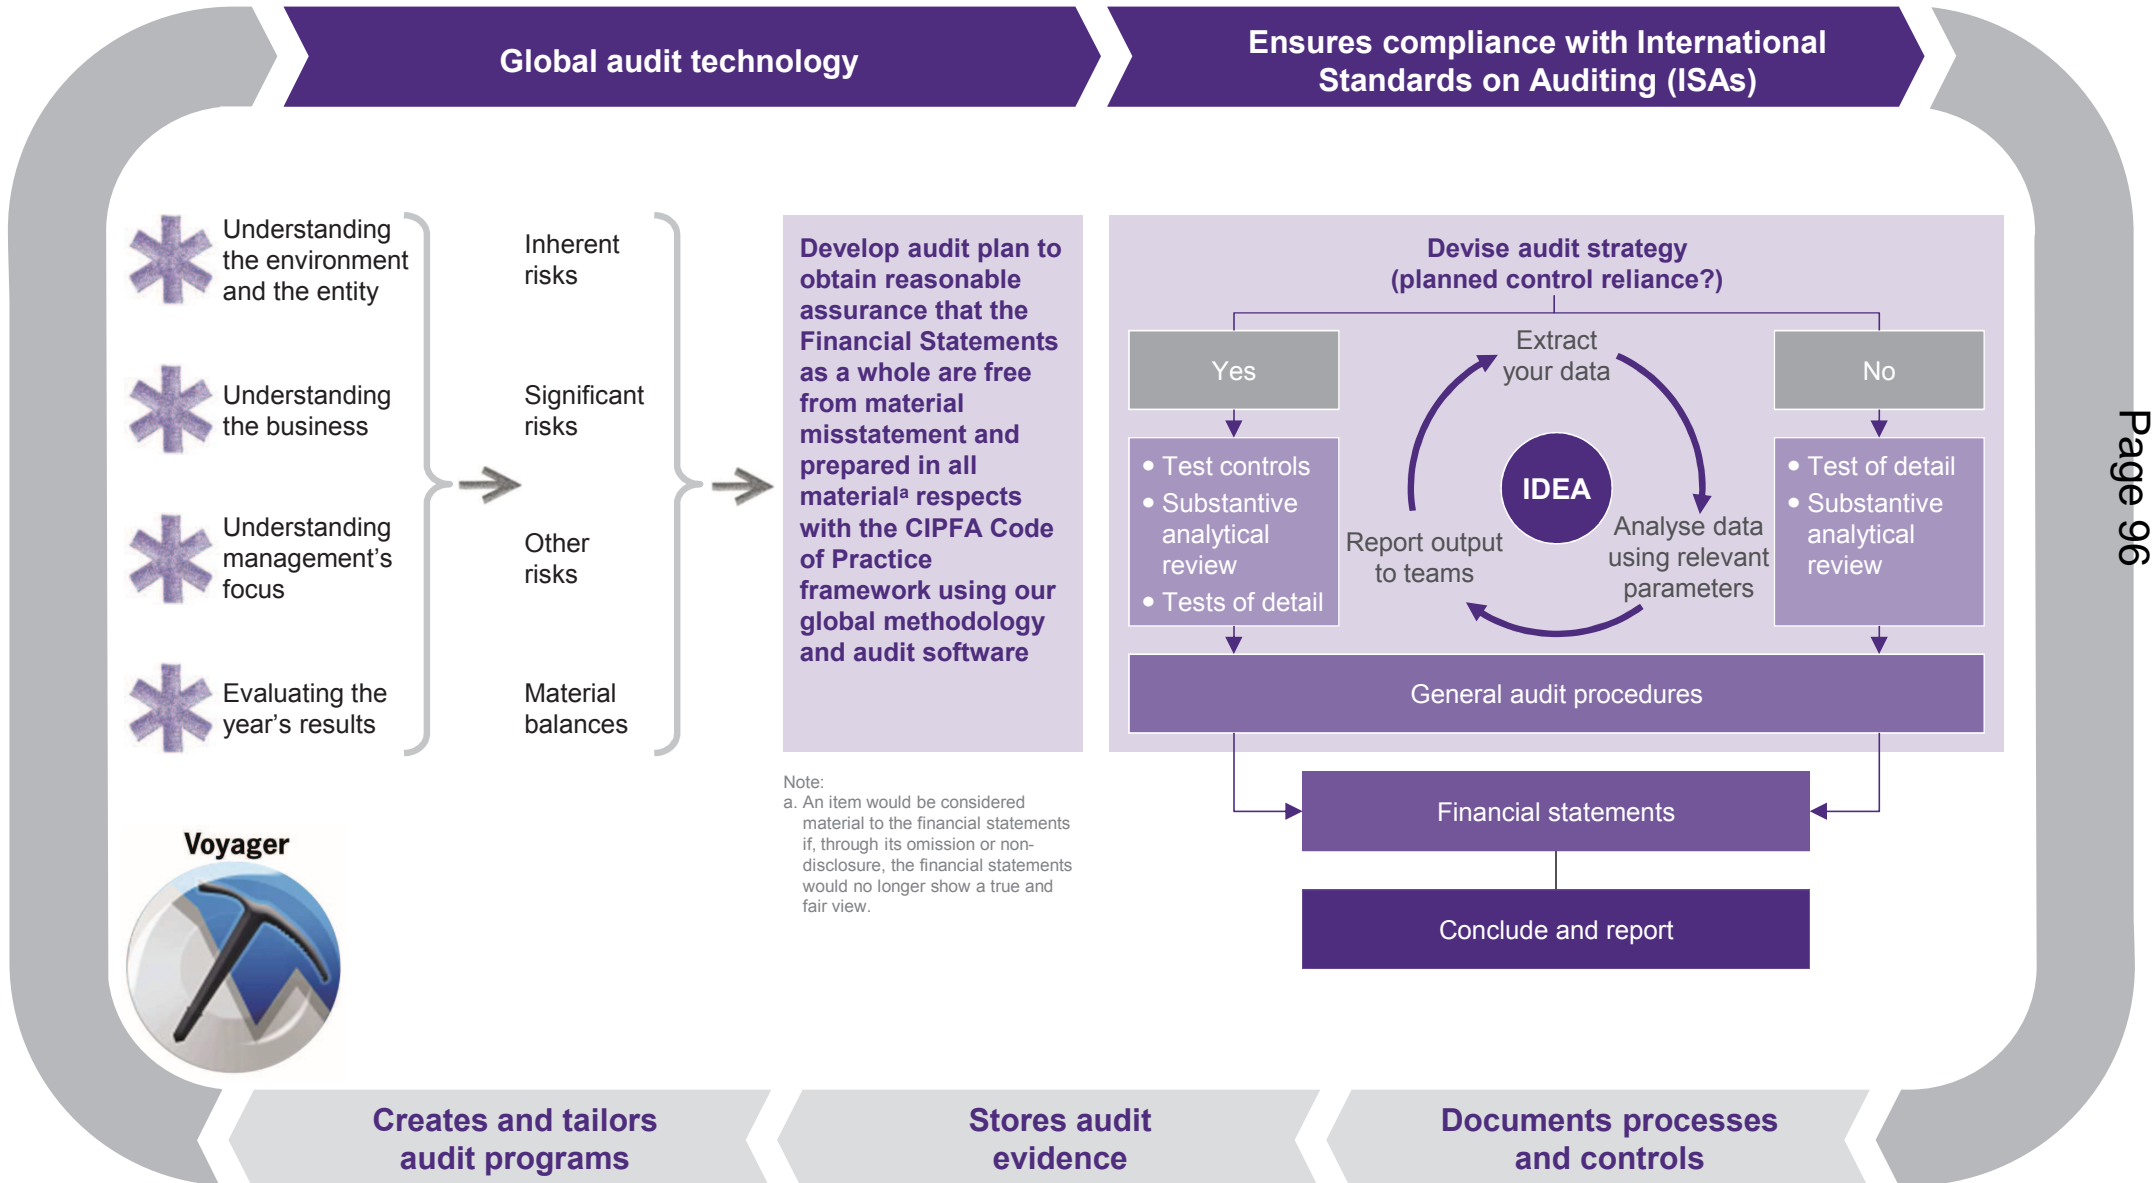 Global audit technology
Ensures compliance with International
Standards on Auditing (ISAs)
Understanding
the environment
and the entity
Understanding
the business
Understanding
management's
focus
Evaluating the
year's results
Inherent
risks
Significant
risks
Other
risks
Material
balances
Develop audit plan to
obtain reasonable
assurance that the
Financial Statements
as a whole are free
from material
misstatement and
prepared in all
materialᵃ respects
with the CIPFA Code
of Practice
framework using our
global methodology
and audit software
Note:
a. An item would be considered
material to the financial statements
if, through its omission or non-
disclosure, the financial statements
would no longer show a true and
fair view.
Devise audit strategy
(planned control reliance?)
Yes
• Test controls
• Substantive
analytical
review
• Tests of detail
Extract
your data
IDEA
Analyse data
using relevant
parameters
Report output
to teams
No
• Test of detail
• Substantive
analytical
review
General audit procedures
Financial statements
Conclude and report
Voyager
Creates and tailors
audit programs
Stores audit
evidence
Documents processes
and controls
Page 96